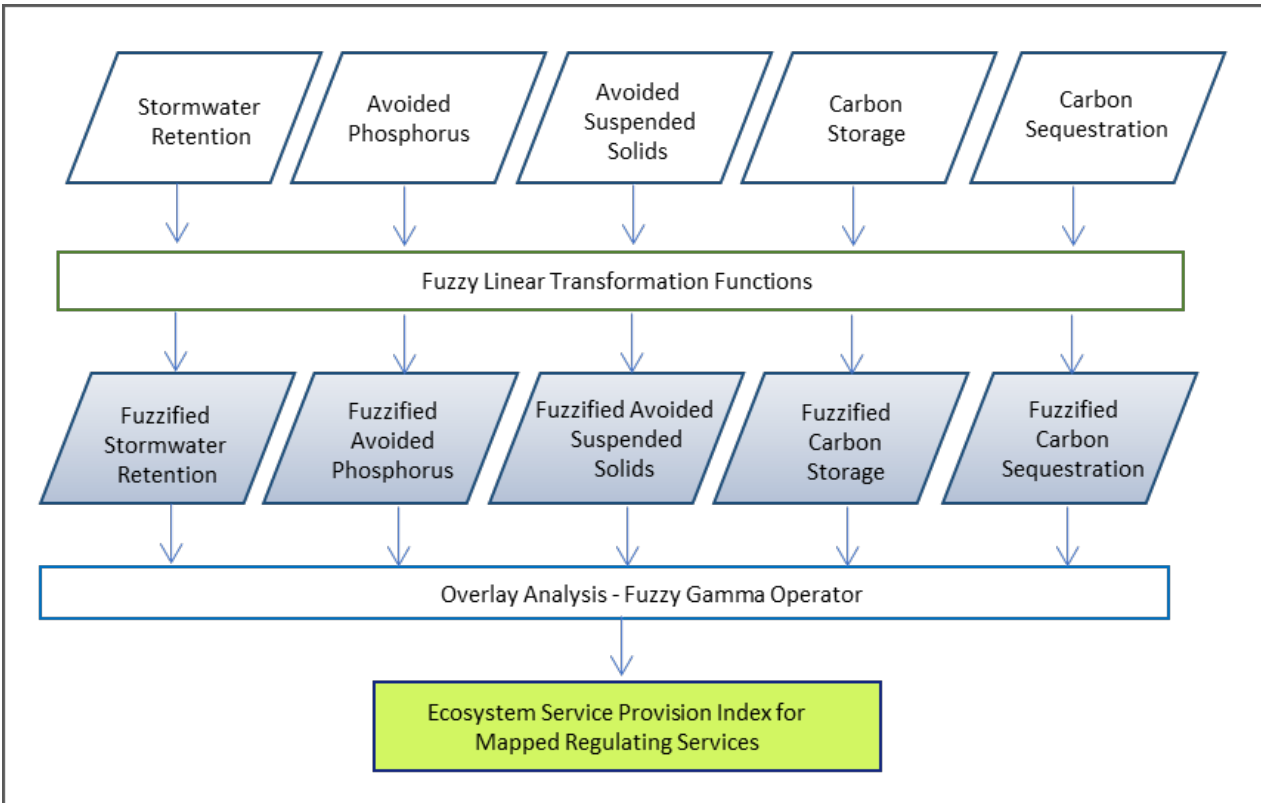 Stormwater
Retention
Avoided
Phosphorus
Avoided
Suspended
Solids
Carbon
Storage
Carbon
Sequestration
Fuzzy Linear Transformation Functions
Fuzzified
Stormwater
Retention
Fuzzified
Avoided
Phosphorus
Fuzzified Avoided
Suspended
Solids
Fuzzified
Carbon
Storage
Fuzzified
Carbon
Sequestration
Overlay Analysis - Fuzzy Gamma Operator
Ecosystem Service Provision Index for
Mapped Regulating Services